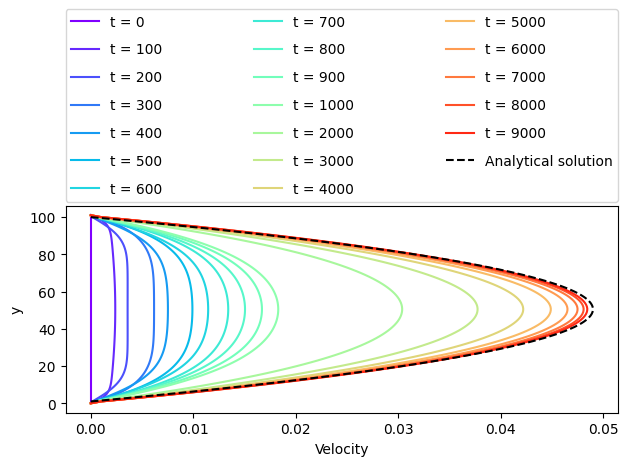 t = 0
t = 100
t = 200
t = 300
t = 400
t = 500
t = 600
t = 700
t = 800
t = 900
t = 1000
t = 2000
t = 3000
t = 4000
t = 5000
t = 6000
t = 7000
t = 8000
t = 9000
Analytical solution
100
80
60
40
20
0
y
0.00
0.01
0.02
0.03
0.04
0.05
Velocity